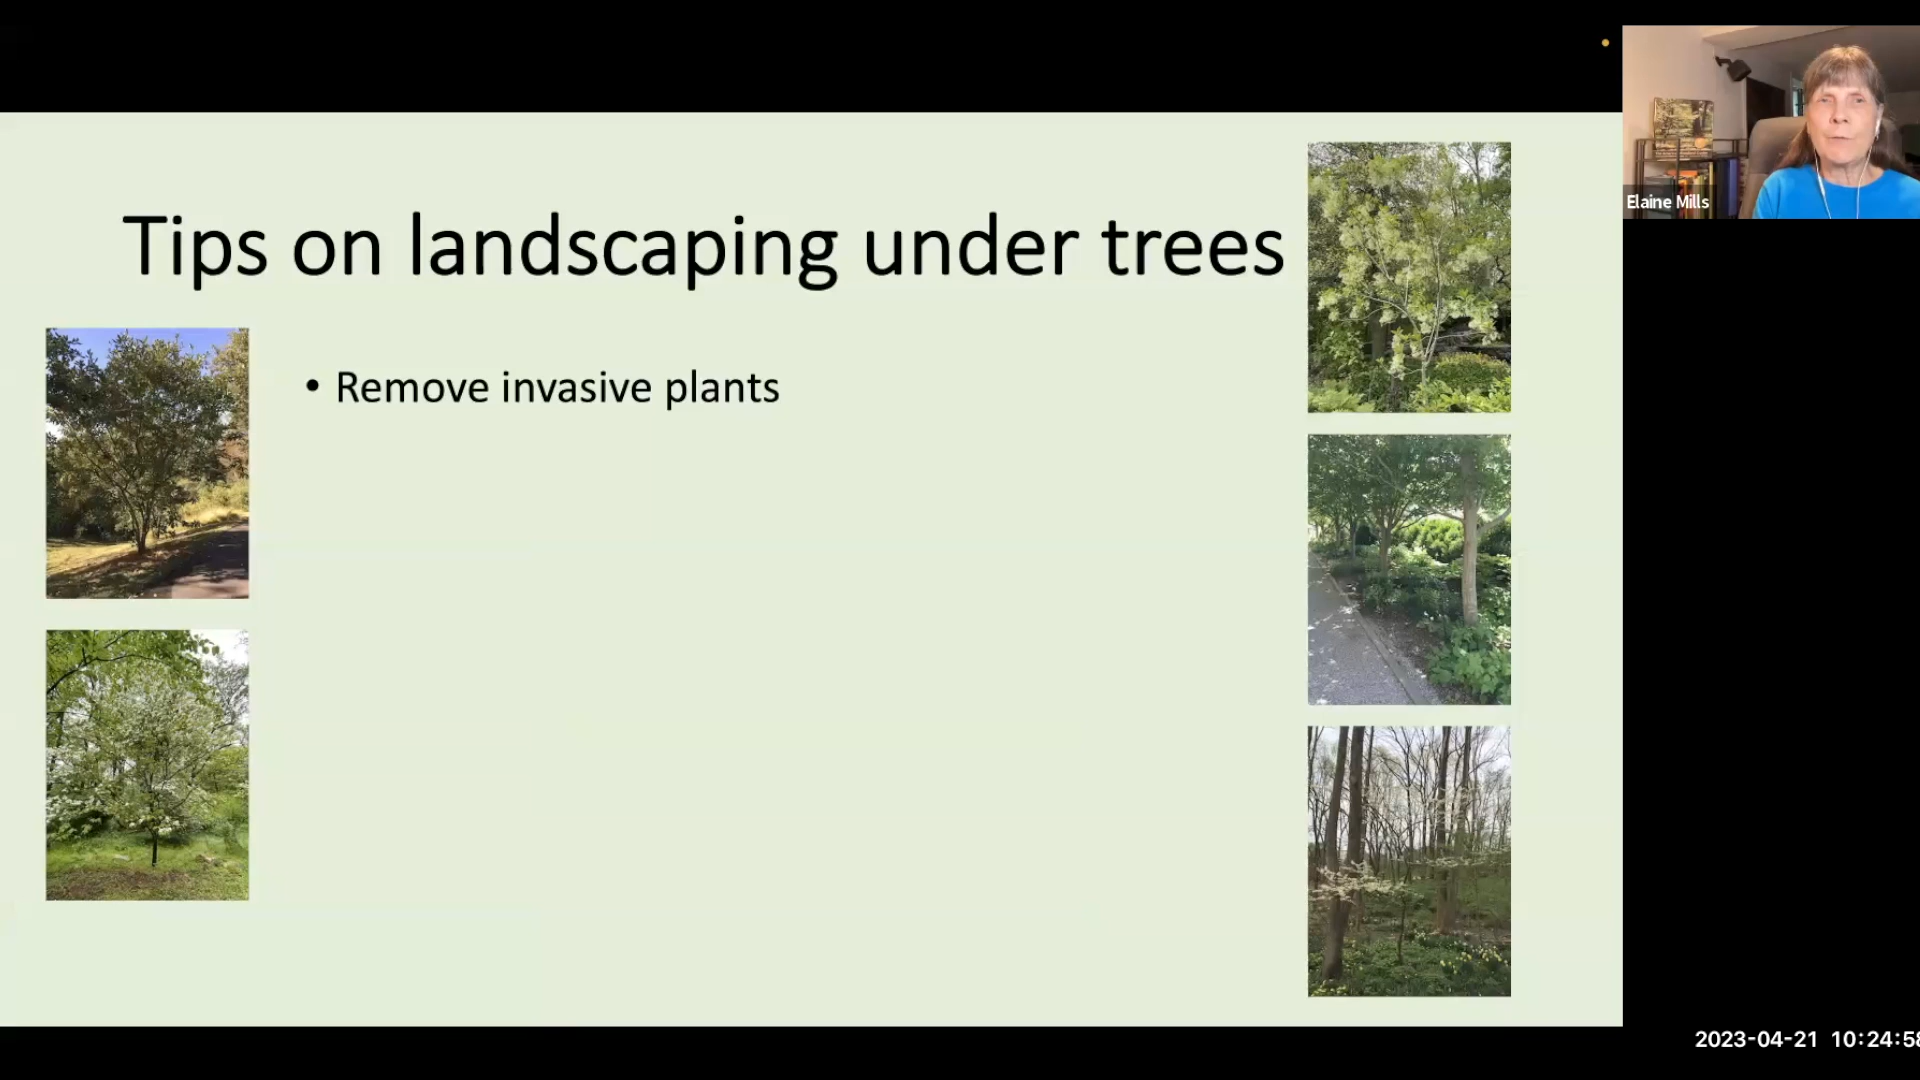 Tips on landscaping under trees
• Remove invasive plants
Elaine Mills
2023-04-21 10:24:58